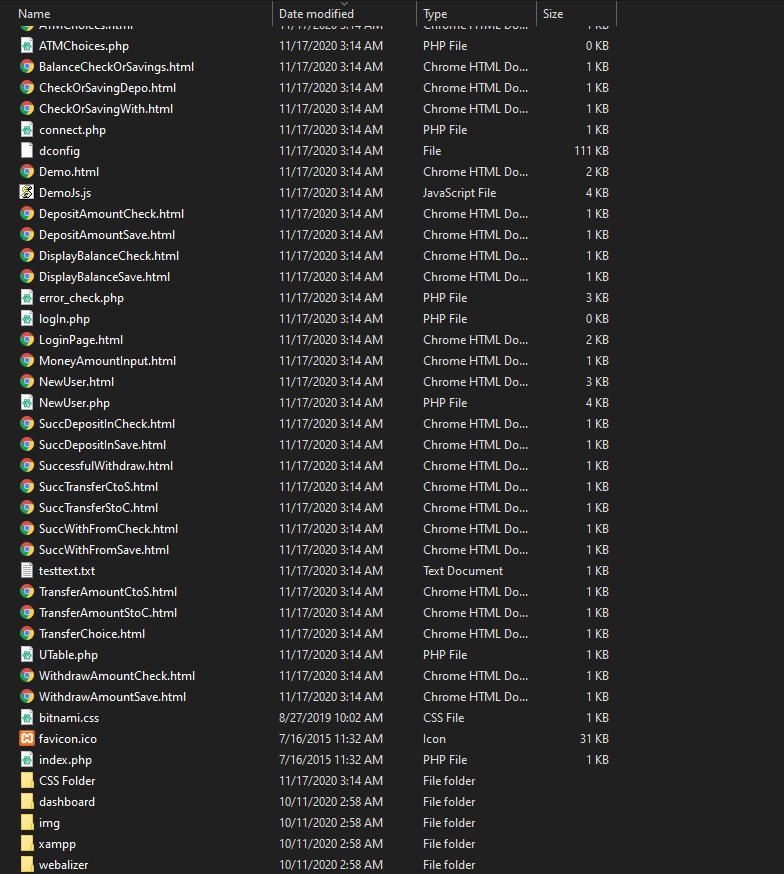 Name Date modified Type Size
ATMChoices.html 11/17/2020 3:14 AM Chrome HTML Do... 1 KB
ATMChoices.php 11/17/2020 3:14 AM PHP File 0 KB
BalanceCheckOrSavings.html 11/17/2020 3:14 AM Chrome HTML Do... 1 KB
CheckOrSavingDepo.html 11/17/2020 3:14 AM Chrome HTML Do... 1 KB
CheckOrSavingWith.html 11/17/2020 3:14 AM Chrome HTML Do... 1 KB
connect.php 11/17/2020 3:14 AM PHP File 1 KB
dconfig 11/17/2020 3:14 AM File 111 KB
Demo.html 11/17/2020 3:14 AM Chrome HTML Do... 2 KB
DemoJs.js 11/17/2020 3:14 AM JavaScript File 4 KB
DepositAmountCheck.html 11/17/2020 3:14 AM Chrome HTML Do... 1 KB
DepositAmountSave.html 11/17/2020 3:14 AM Chrome HTML Do... 1 KB
DisplayBalanceCheck.html 11/17/2020 3:14 AM Chrome HTML Do... 1 KB
DisplayBalanceSave.html 11/17/2020 3:14 AM Chrome HTML Do... 1 KB
error_check.php 11/17/2020 3:14 AM PHP File 3 KB
logIn.php 11/17/2020 3:14 AM PHP File 0 KB
LoginPage.html 11/17/2020 3:14 AM Chrome HTML Do... 2 KB
MoneyAmountInput.html 11/17/2020 3:14 AM Chrome HTML Do... 1 KB
NewUser.html 11/17/2020 3:14 AM Chrome HTML Do... 3 KB
NewUser.php 11/17/2020 3:14 AM PHP File 4 KB
SuccDepositInCheck.html 11/17/2020 3:14 AM Chrome HTML Do... 1 KB
SuccDepositInSave.html 11/17/2020 3:14 AM Chrome HTML Do... 1 KB
SuccessfulWithdraw.html 11/17/2020 3:14 AM Chrome HTML Do... 1 KB
SuccTransferCtoS.html 11/17/2020 3:14 AM Chrome HTML Do... 1 KB
SuccTransferStoC.html 11/17/2020 3:14 AM Chrome HTML Do... 1 KB
SuccWithFromCheck.html 11/17/2020 3:14 AM Chrome HTML Do... 1 KB
SuccWithFromSave.html 11/17/2020 3:14 AM Chrome HTML Do... 1 KB
testtext.txt 11/17/2020 3:14 AM Text Document 1 KB
TransferAmountCtoS.html 11/17/2020 3:14 AM Chrome HTML Do... 1 KB
TransferAmountStoC.html 11/17/2020 3:14 AM Chrome HTML Do... 1 KB
TransferChoice.html 11/17/2020 3:14 AM Chrome HTML Do... 1 KB
UTable.php 11/17/2020 3:14 AM PHP File 1 KB
WithdrawAmountCheck.html 11/17/2020 3:14 AM Chrome HTML Do... 1 KB
WithdrawAmountSave.html 11/17/2020 3:14 AM Chrome HTML Do... 1 KB
bitnami.css 8/27/2019 10:02 AM CSS File 1 KB
favicon.ico 7/16/2015 11:32 AM Icon 31 KB
index.php 7/16/2015 11:32 AM PHP File 1 KB
CSS Folder 11/17/2020 3:14 AM File folder
dashboard 10/11/2020 2:58 AM File folder
img 10/11/2020 2:58 AM File folder
xampp 10/11/2020 2:58 AM File folder
webalizer 10/11/2020 2:58 AM File folder